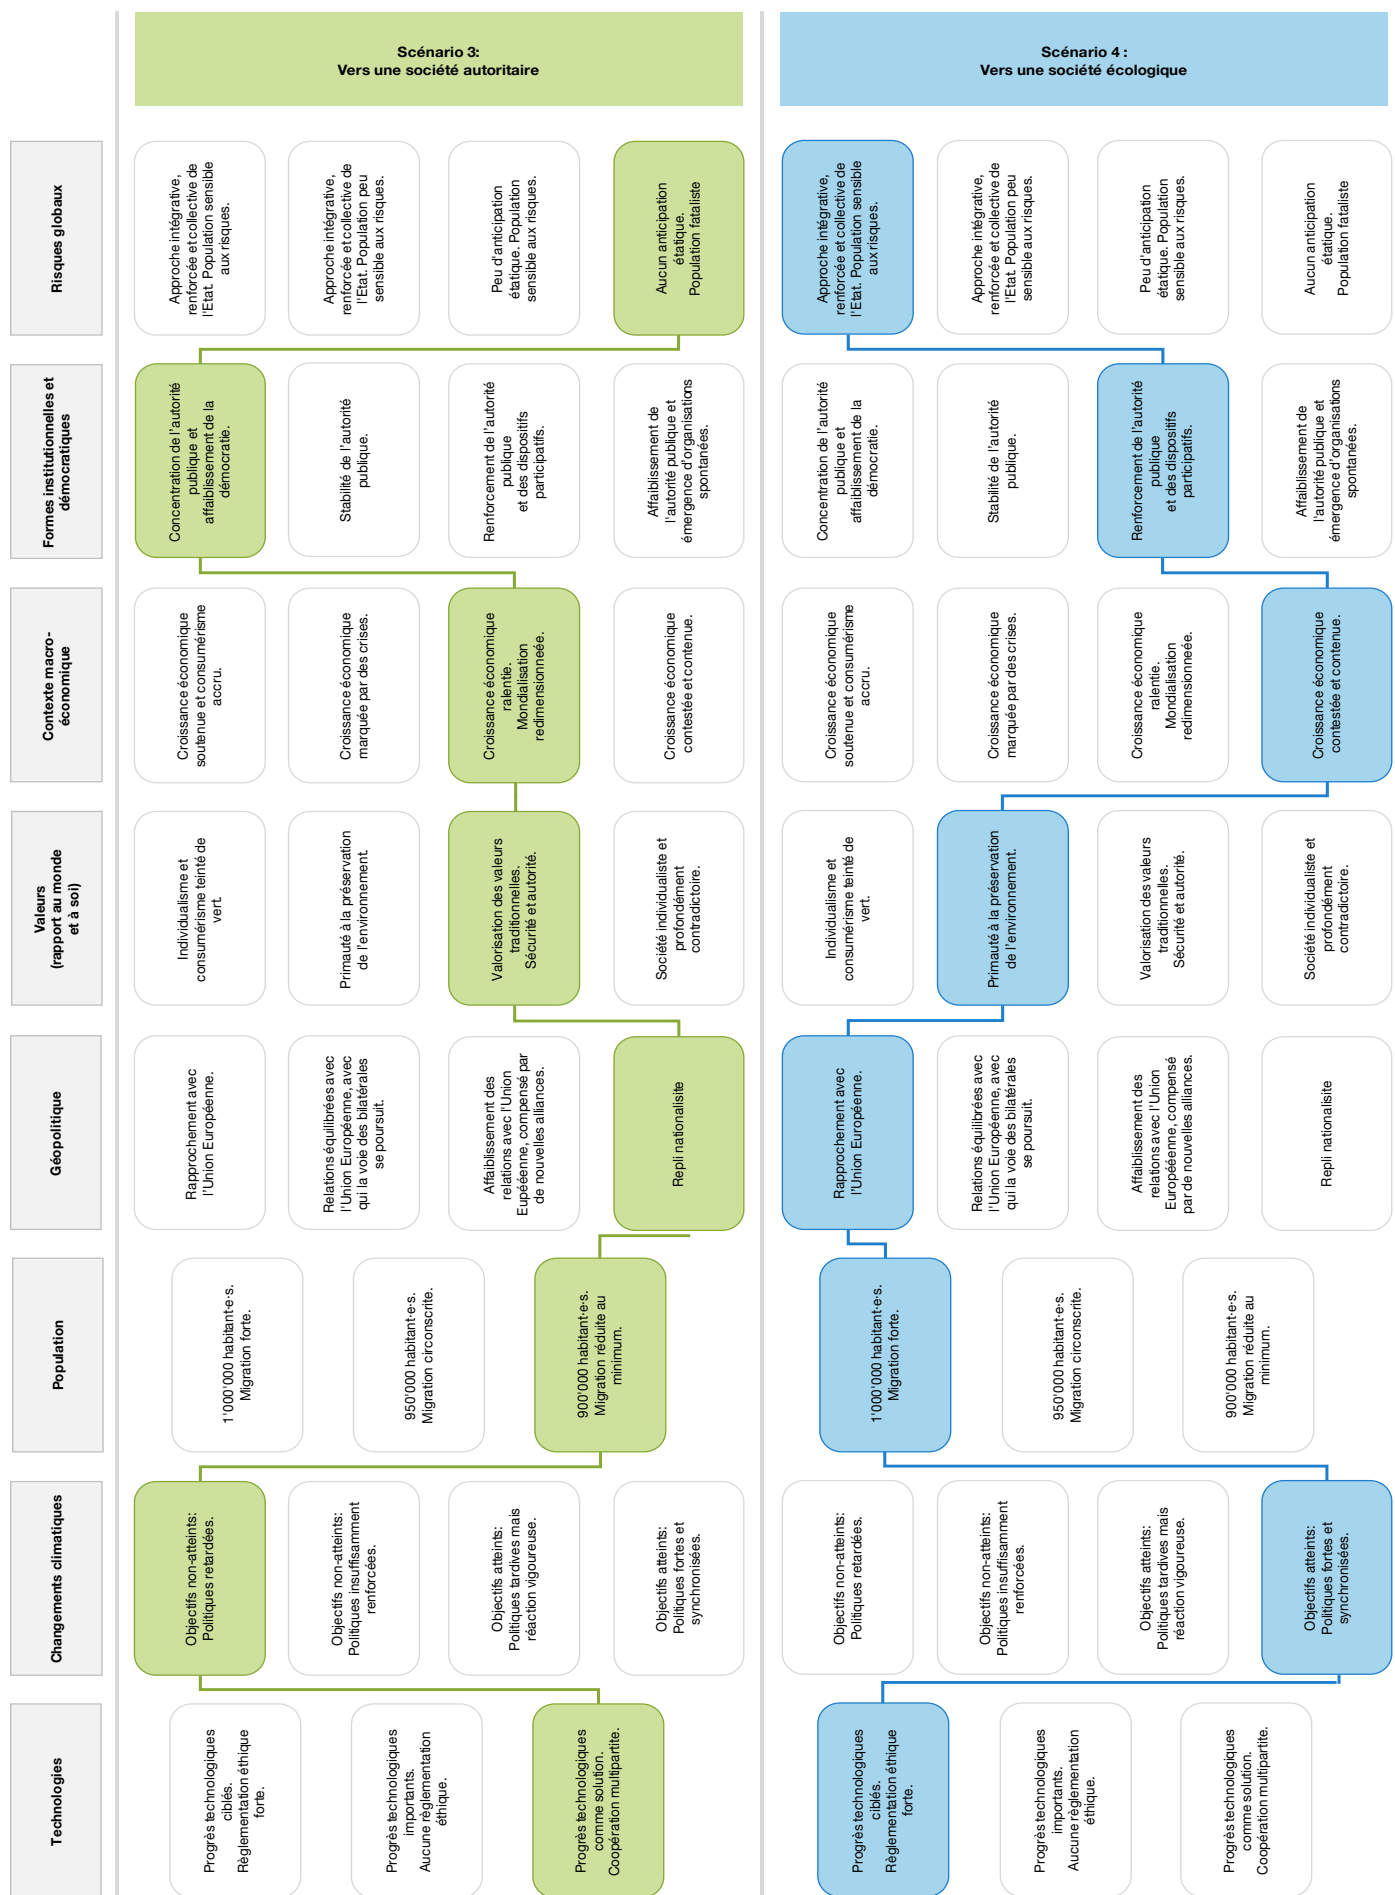 Scénario 3:
Vers une société autoritaire
Scénario 4 :
Vers une société écologique
Risques globaux
Approche intégrative,
renforcée et collective de
l'Etat. Population sensible
aux risques.
Approche intégrative,
renforcée et collective de
l'Etat. Population peu
sensible aux risques.
Peu d'anticipation
étatique. Population
sensible aux risques.
Aucun anticipation
étatique.
Population fataliste
Approche intégrative,
renforcée et collective de
l'Etat. Population sensible
aux risques.
Approche intégrative,
renforcée et collective de
l'Etat. Population peu
sensible aux risques.
Peu d'anticipation
étatique. Population
sensible aux risques.
Aucun anticipation
étatique.
Population fataliste
Formes institutionnelles et
démocratiques
Concentration de l'autorité
publique et
affaiblissement de la
démocratie.
Stabilité de l'autorité
publique.
Renforcement de l'autorité
publique
et des dispositifs
participatifs.
Affaiblissement de
l'autorité publique et
émergence d'organisations
spontanées.
Concentration de l'autorité
publique et
affaiblissement de la
démocratie.
Stabilité de l'autorité
publique.
Renforcement de l'autorité
publique
et des dispositifs
participatifs.
Affaiblissement de
l'autorité publique et
émergence d'organisations
spontanées.
Contexte macro-
économique
Croissance économique
soutenue et consumérisme
accru.
Croissance économique
marquée par des crises.
Croissance économique
ralentie.
Mondialisation
redimensionneée.
Croissance économique
contestée et contenue.
Croissance économique
soutenue et consumérisme
accru.
Croissance économique
marquée par des crises.
Croissance économique
ralentie.
Mondialisation
redimensionneée.
Croissance économique
contestée et contenue.
Valeurs
(rapport au monde
et à soi)
Individualisme et
consumérisme teinté de
vert.
Primauté à la préservation
de l'environnement.
Valorisation des valeurs
traditionnelles.
Sécurité et autorité.
Société individualiste et
profondément
contradictoire.
Individualisme et
consumérisme teinté de
vert.
Primauté à la préservation
de l'environnement.
Valorisation des valeurs
traditionnelles.
Sécurité et autorité.
Société individualiste et
profondément
contradictoire.
Géopolitique
Rapprochement avec
l'Union Européenne.
Relations équilibrées avec
l'Union Européenne, avec
qui la voie des bilatérales
se poursuit.
Affaiblissement des
relations avec l'Union
Eupééenne, compensé par
de nouvelles alliances.
Repli nationalisite
Rapprochement avec
l'Union Européenne.
Relations équilibrées avec
l'Union Européenne, avec
qui la voie des bilatérales
se poursuit.
Affaiblissement des
relations avec l'Union
Europééenne, compensé
par de nouvelles alliances.
Repli nationalisite
Population
1'000'000 habitant·e·s.
Migration forte.
950'000 habitant·e·s.
Migration circonscrite.
900'000 habitant·e·s.
Migration réduite au
minimum.
1'000'000 habitant·e·s.
Migration forte.
950'000 habitant·e·s.
Migration circonscrite.
900'000 habitant·e·s.
Migration réduite au
minimum.
Changements climatiques
Objectifs non-atteints:
Politiques retardées.
Objectifs non-atteints:
Politiques insuffisamment
renforcées.
Objectifs atteints:
Politiques tardives mais
réaction vigoureuse.
Objectifs atteints:
Politiques fortes et
synchronisées.
Objectifs non-atteints:
Politiques retardées.
Objectifs non-atteints:
Politiques insuffisamment
renforcées.
Objectifs atteints:
Politiques tardives mais
réaction vigoureuse.
Objectifs atteints:
Politiques fortes et
synchronisées.
Technologies
Progrès technologiques
ciblés.
Règlementation éthique
forte.
Progrès technologiques
importants.
Aucune règlementation
éthique.
Progrès technologiques
comme solution.
Coopération multipartite.
Progrès technologiques
ciblés.
Règlementation éthique
forte.
Progrès technologiques
importants.
Aucune règlementation
éthique.
Progrès technologiques
comme solution.
Coopération multipartite.